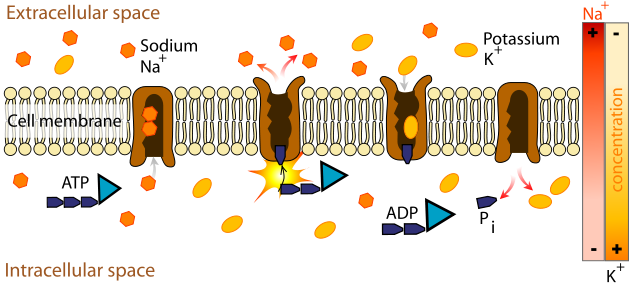 Extracellular space
Na+
Sodium
Na+
Potassium
K+
+
-
Cell membrane
concentration
ATP
ADP
Pi
-
+
Intracellular space
K+